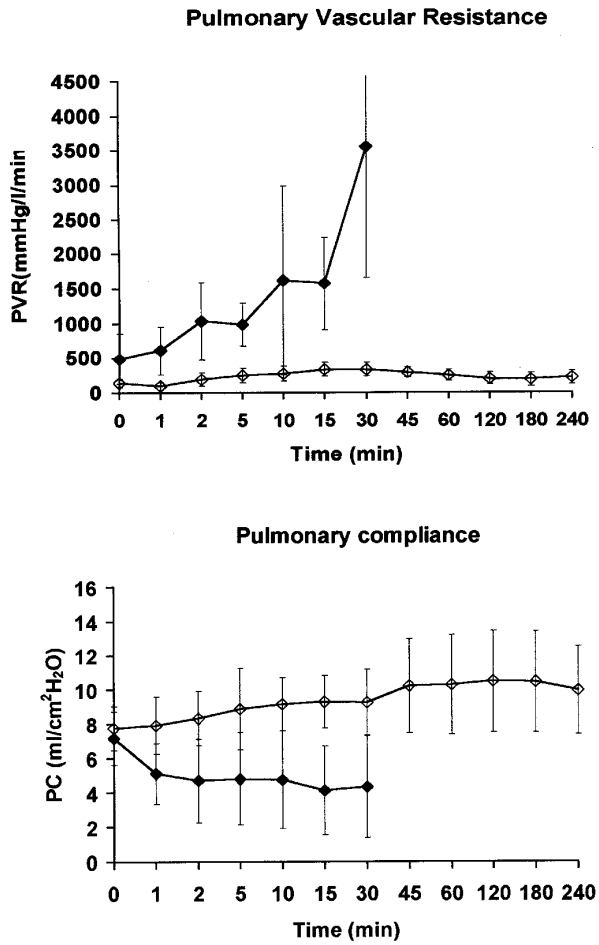 Pulmonary Vascular Resistance
4500
4000
3500
3000
2500
2000
1500
1000
500
0
PVR(mmHg/l/min
0 1 2 5 10 15 30 45 60 120 180 240
Time (min)
Pulmonary compliance
16
14
12
10
8
6
4
2
0
PC (ml/cm²H₂O)
0 1 2 5 10 15 30 45 60 120 180 240
Time (min)